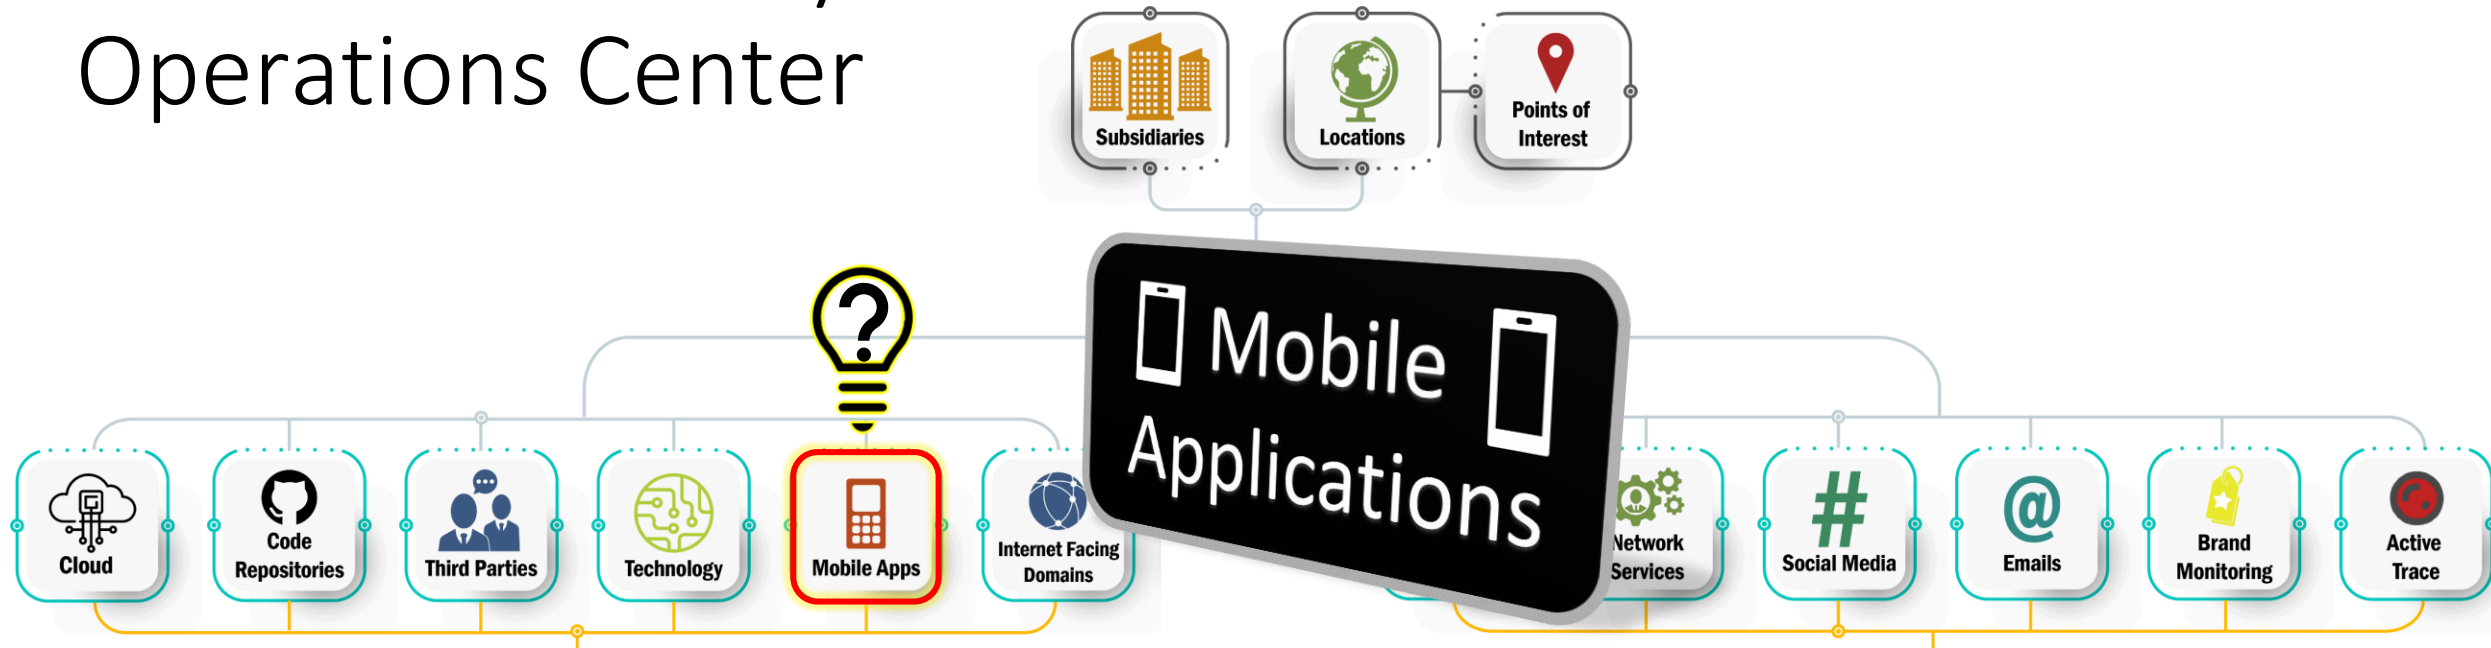 Operations Center
Subsidiaries
Locations
Points of
Interest
?
Mobile
Applications
Cloud
Code
Repositories
Third Parties
Technology
Mobile Apps
Internet Facing
Domains
Network
Services
#
Social Media
@
Emails
Brand
Monitoring
Active
Trace